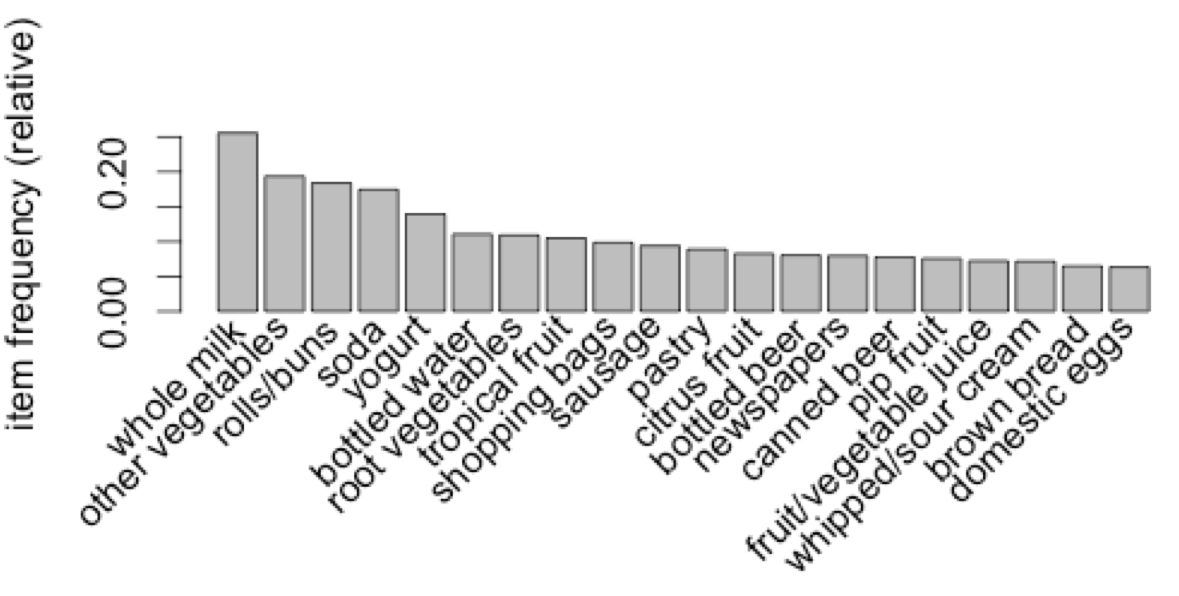 item frequency (relative)
0.20
0.00
whole milk
other vegetables
rolls/buns
soda
yogurt
bottled water
root vegetables
tropical fruit
shopping bags
sausage
pastry
citrus fruit
bottled beer
newspapers
canned beer
pip fruit
fruit/vegetable juice
whipped/sour cream
brown bread
domestic eggs